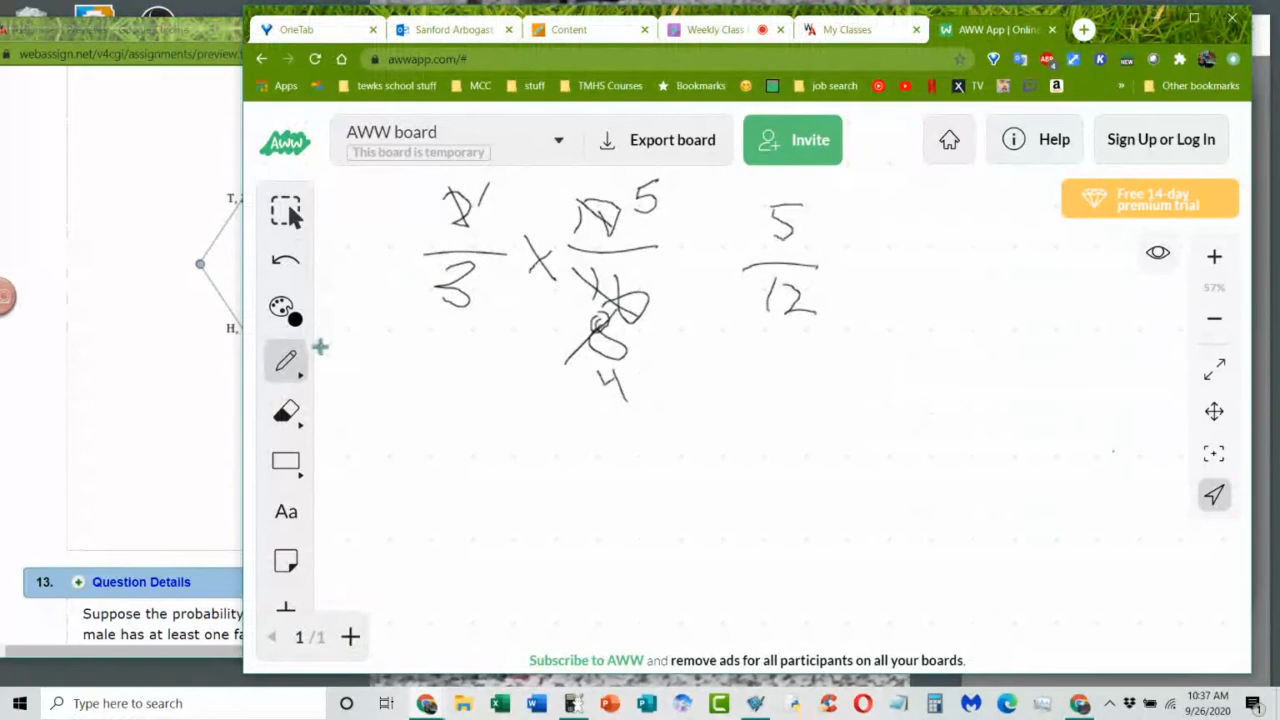 OneTab
Sanford Arbogast
Content
Weekly Class
My Classes
AWW App | Online
webassign.net/v4cgi/assignments/preview.t
awwapp.com/#
Apps
tewks school stuff
MCC
stuff
TMHS Courses
Bookmarks
job search
TV
Other bookmarks
AWW
AWW board
This board is temporary
Export board
Invite
Help
Sign Up or Log In
Free 14-day
premium trial
57%
T,
H,
1
5
3
X
8
4
5
12
Aa
1/1
13.
Question Details
Suppose the probability
male has at least one fa
Subscribe to AWW and remove ads for all participants on all your boards.
Type here to search
10:37 AM
9/26/2020